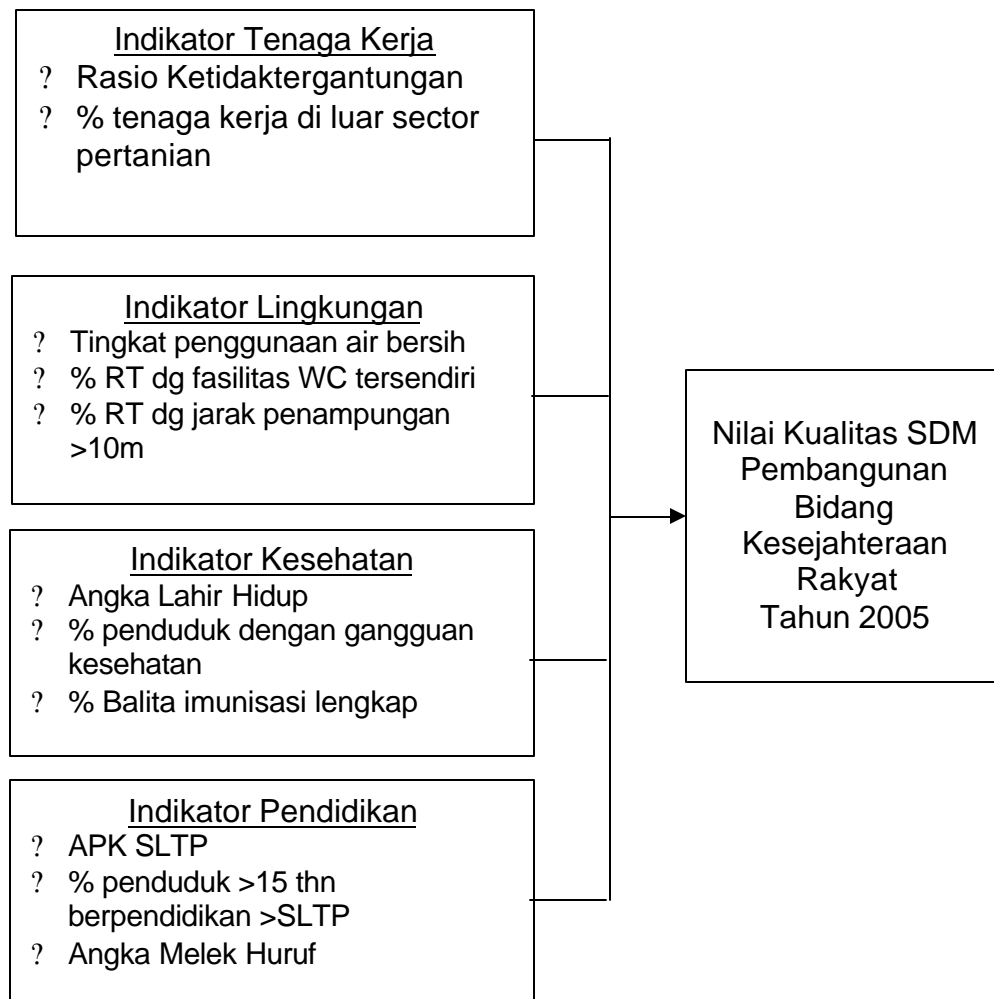 Indikator Tenaga Kerja
? Rasio Ketidaktergantungan
? % tenaga kerja di luar sector
pertanian
Indikator Lingkungan
? Tingkat penggunaan air bersih
? % RT dg fasilitas WC tersendiri
? % RT dg jarak penampungan
>10m
Indikator Kesehatan
? Angka Lahir Hidup
? % penduduk dengan gangguan
kesehatan
? % Balita imunisasi lengkap
Indikator Pendidikan
? APK SLTP
? % penduduk >15 thn
berpendidikan >SLTP
? Angka Melek Huruf
Nilai Kualitas SDM
Pembangunan
Bidang
Kesejahteraan
Rakyat
Tahun 2005